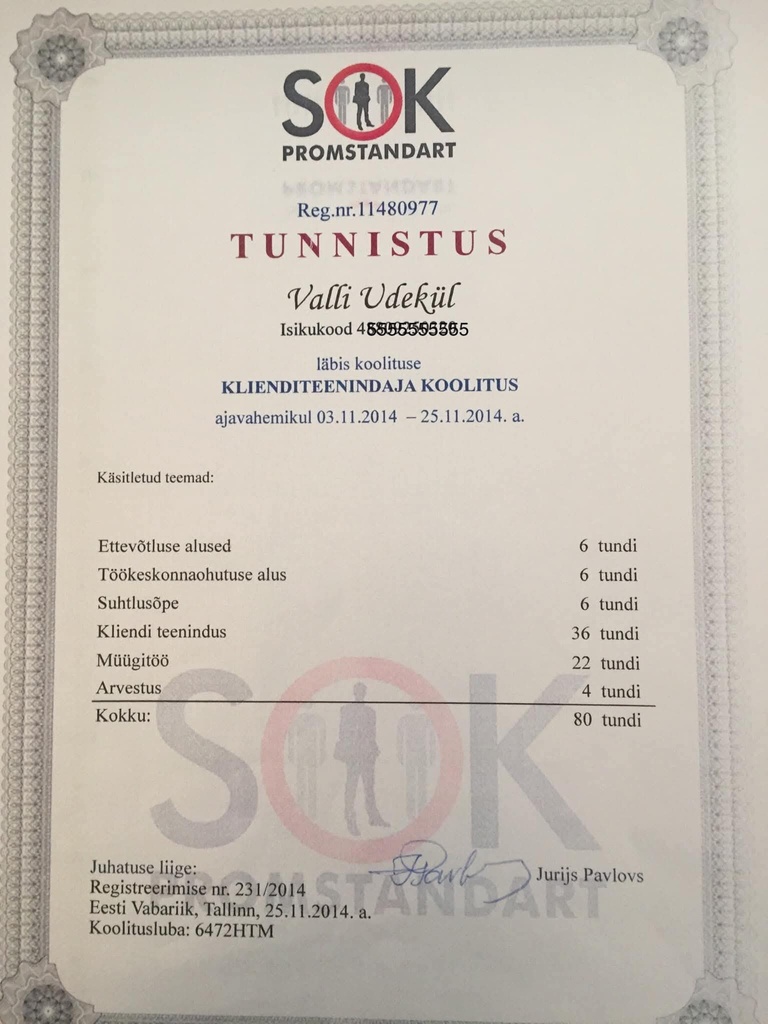 SOK
PROMSTANDART
Reg.nr.11480977
TUNNISTUS
Valli Udekül
Isikukood
läbis koolituse
KLIENDITEENINDAJA KOOLITUS
ajavahemikul 03.11.2014 – 25.11.2014. a.
Käsitletud teemad:
Ettevõtluse alused 6 tundi
Töökeskonnaohutuse alus 6 tundi
Suhtlusõpe 6 tundi
Kliendi teenindus 36 tundi
Müügitöö 22 tundi
Arvestus 4 tundi
Kokku: 80 tundi
SOK
PROMSTANDART
Juhatuse liige: Jurijs Pavlovs
Registreerimise nr. 231/2014
Eesti Vabariik, Tallinn, 25.11.2014. a.
Koolitusluba: 6472HTM